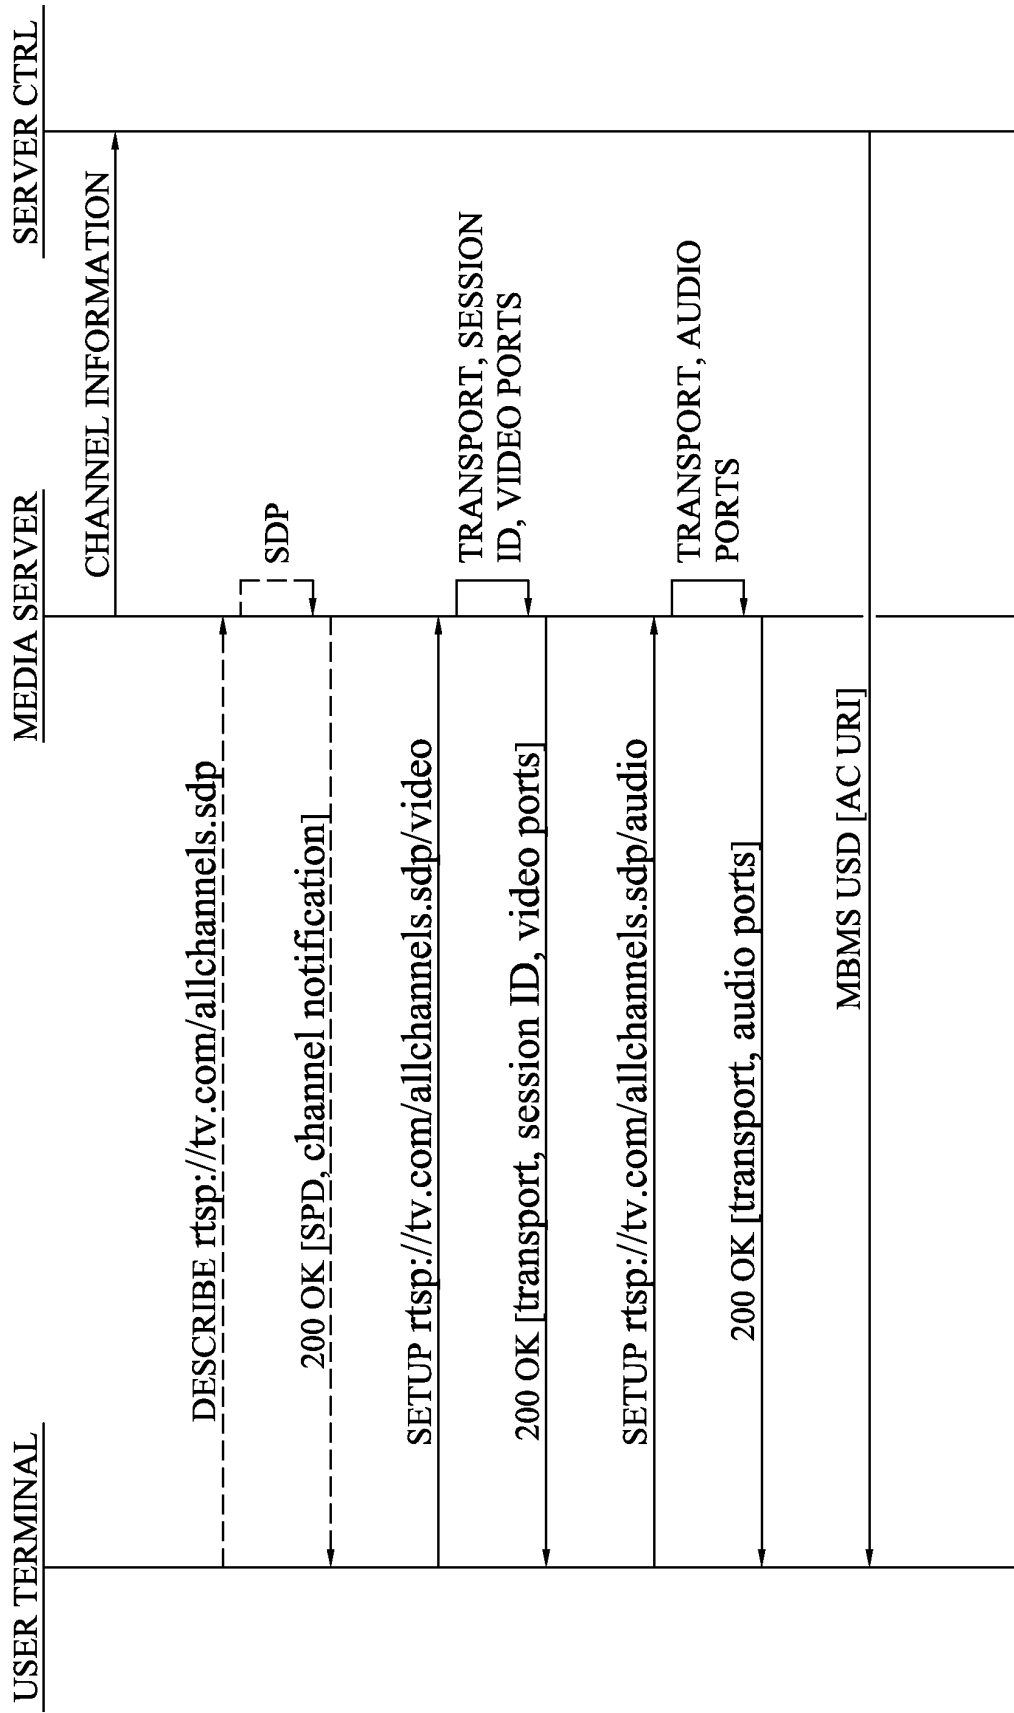 USER TERMINAL
MEDIA SERVER
SERVER CTRL
CHANNEL INFORMATION
DESCRIBE rtsp://tv.com/allchannels.sdp
SDP
200 OK [SPD, channel notification]
SETUP rtsp://tv.com/allchannels.sdp/video
TRANSPORT, SESSION
ID, VIDEO PORTS
200 OK [transport, session ID, video ports]
SETUP rtsp://tv.com/allchannels.sdp/audio
TRANSPORT, AUDIO
PORTS
200 OK [transport, audio ports]
MBMS USD [AC URI]